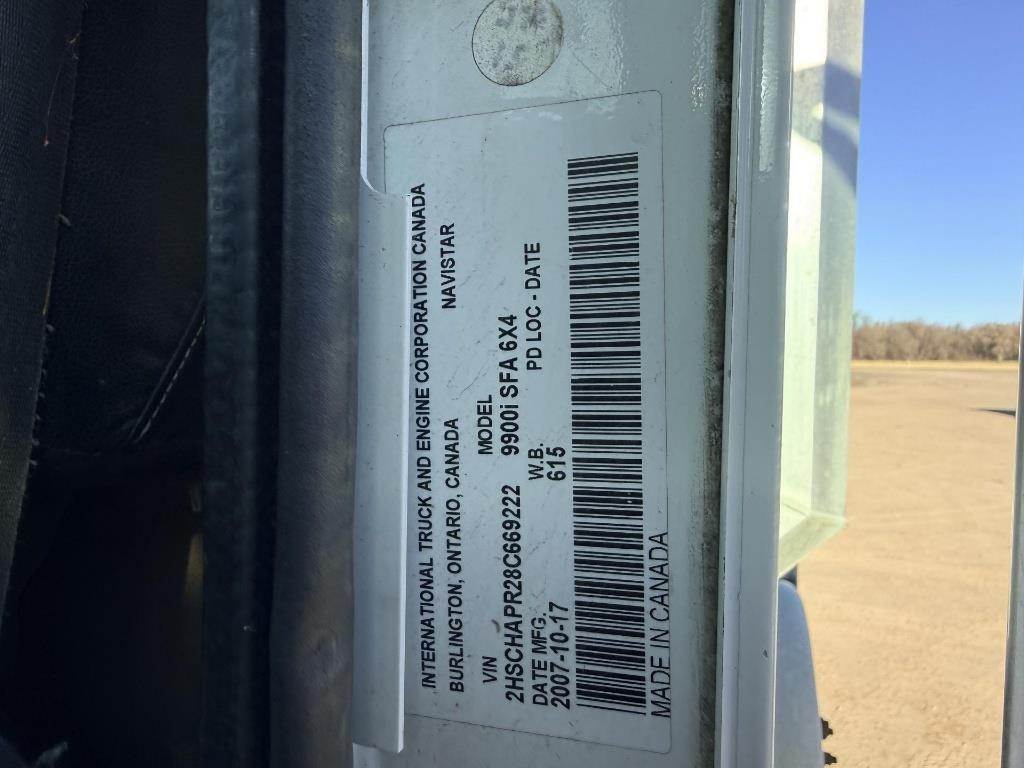 INTERNATIONAL TRUCK AND ENGINE CORPORATION CANADA
BURLINGTON, ONTARIO, CANADA NAVISTAR
VIN MODEL
2HSCHAPR28C669222 9900i SFA 6X4
DATE MFG. W.B. PD LOC - DATE
2007-10-17 615
MADE IN CANADA